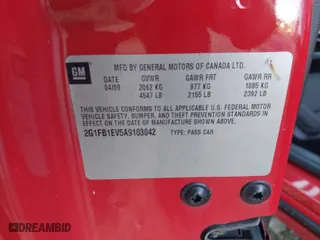 GM
MFD BY GENERAL MOTORS OF CANADA LTD.
DATE GVWR GAWR FRT GAWR RR
04/09 2062 KG 977 KG 1085 KG
4547 LB 2155 LB 2392 LB
THIS VEHICLE CONFORMS TO ALL APPLICABLE U.S. FEDERAL MOTOR
VEHICLE SAFETY, BUMPER, AND THEFT PREVENTION STANDARDS
IN EFFECT ON THE DATE OF MANUFACTURE SHOWN ABOVE.
2G1FB1EV5A9103042 TYPE: PASS CAR
DREAMBID